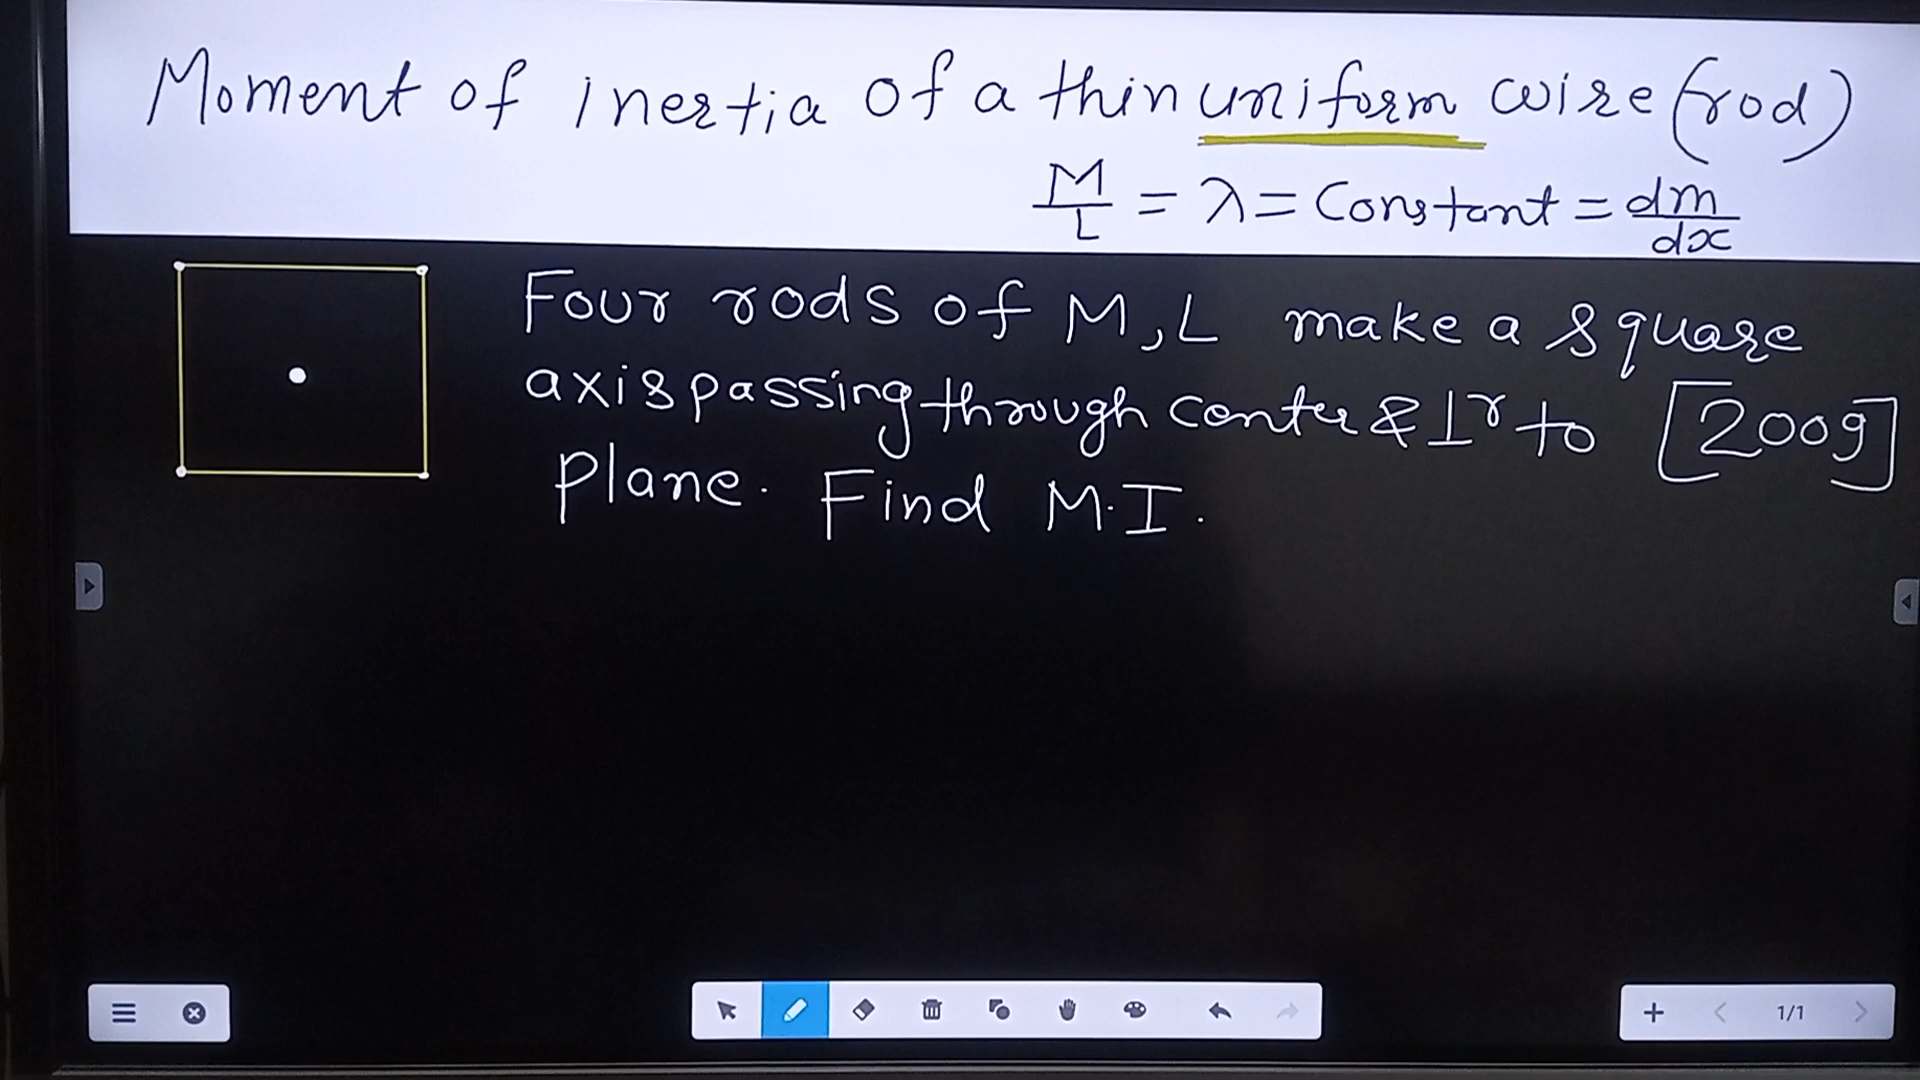 Moment of inertia of a thin uniform wire (rod)
M/L = λ = Constant = dm/dx
Four rods of M, L make a square
axis passing through center & ⊥r to [2009]
plane. Find M.I.
1/1